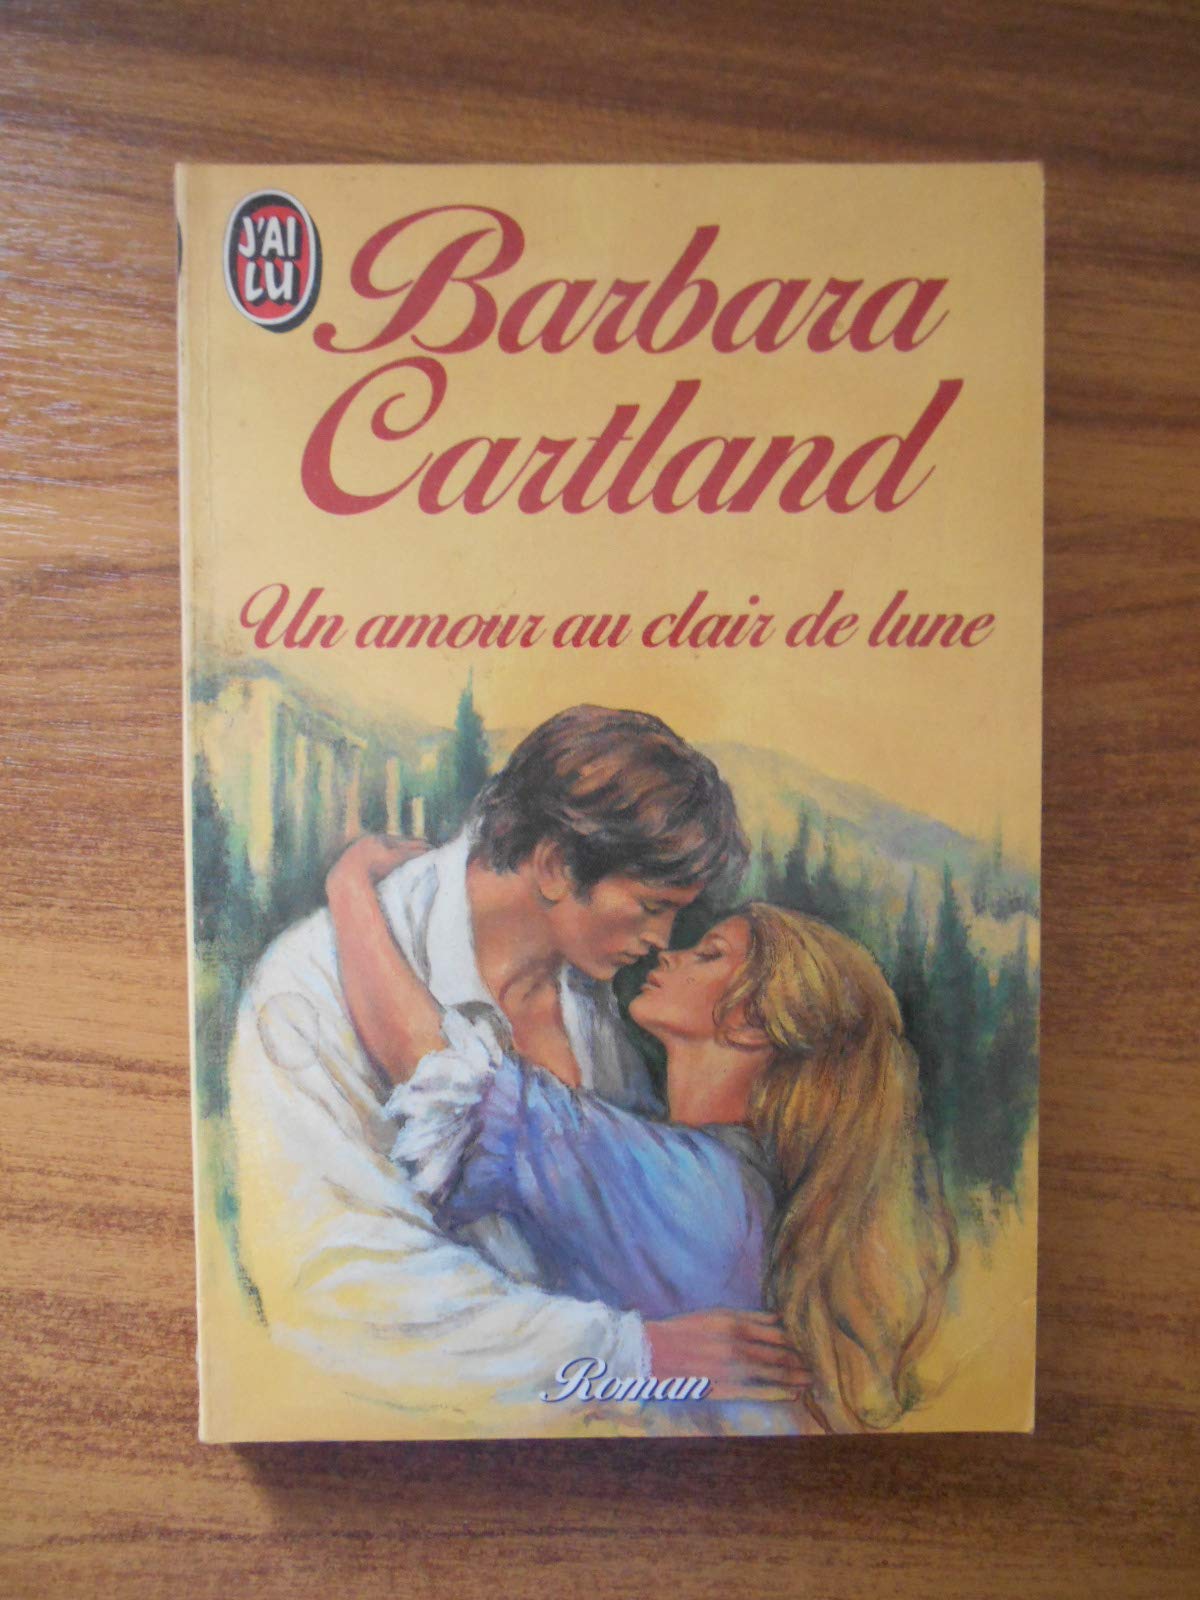 J'AI
LU
Barbara
Cartland
Un amour au clair de lune
Roman